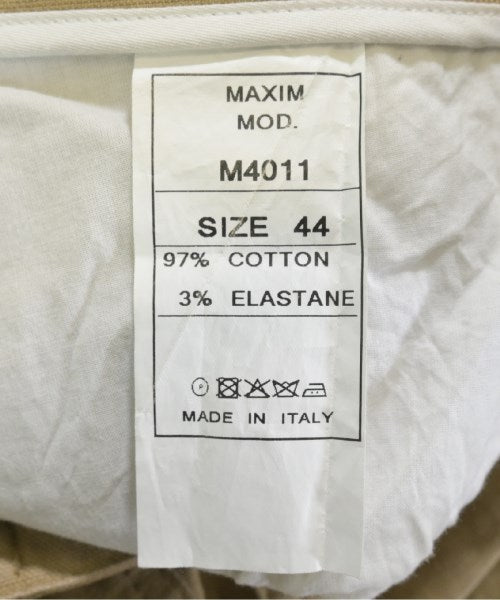 MAXIM
MOD.
M4011
SIZE 44
97% COTTON
3% ELASTANE
MADE IN ITALY